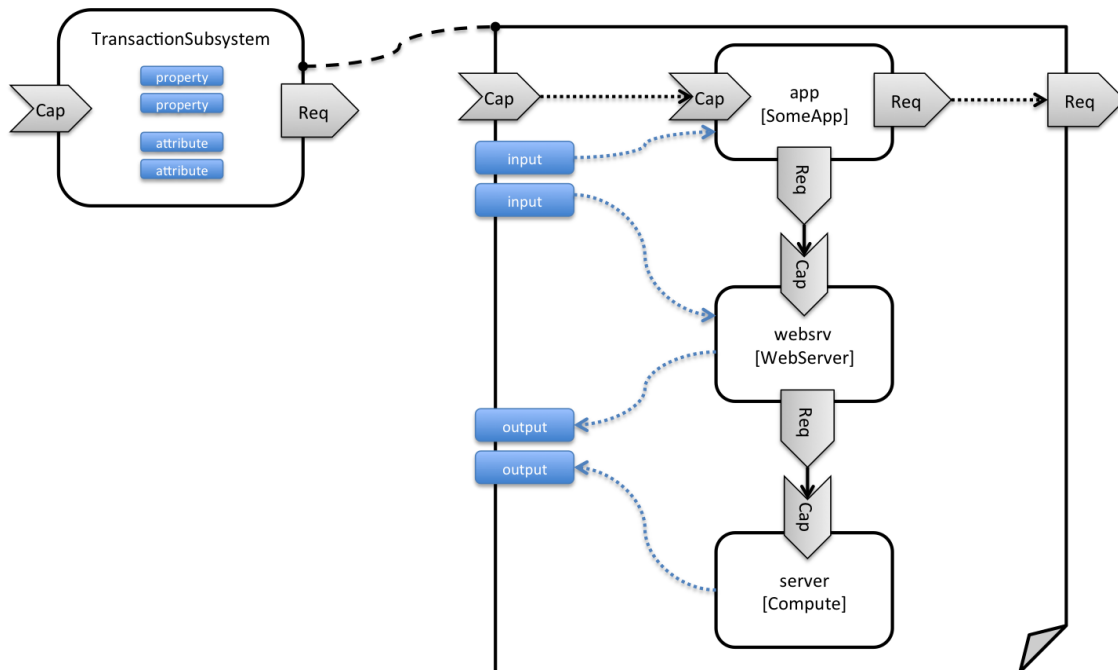 TransactionSubsystem
property
property
attribute
attribute
Cap
Req
Cap
Cap
app
[SomeApp]
Req
Req
input
input
Req
Cap
websrv
[WebServer]
Req
output
output
Cap
server
[Compute]